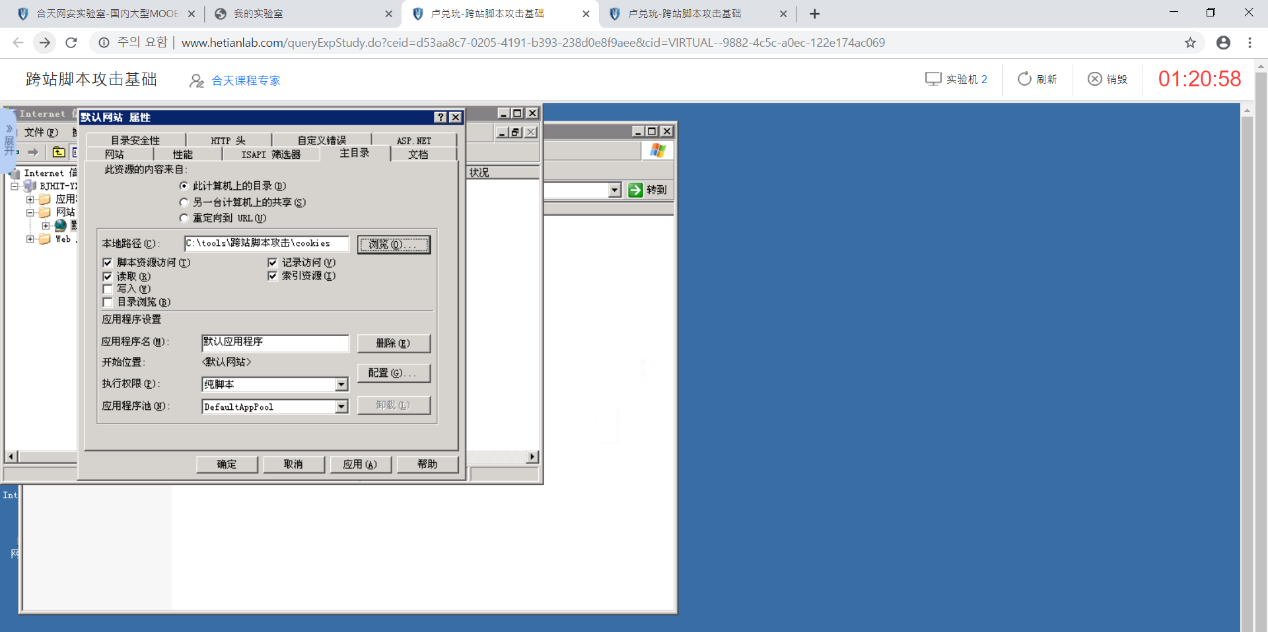 合天网安实验室-国内大型MOOE
我的实验室
卢兑玧-跨站脚本攻击基础
卢兑玧-跨站脚本攻击基础
주의 요함 | www.hetianlab.com/queryExpStudy.do?ceid=d53aa8c7-0205-4191-b393-238d0e8f9aee&cid=VIRTUAL--9882-4c5c-a0ec-122e174ac069
跨站脚本攻击基础
合天课程专家
实验机 2
刷新
销毁
01:20:58
展开
Internet 信
文件(F)
Internet 信
BJHIT-YX
应用
网站
默
Web
状况
转到
默认网站 属性
目录安全性
HTTP 头
自定义错误
ASP.NET
网站
性能
ISAPI 筛选器
主目录
文档
此资源的内容来自:
此计算机上的目录(D)
另一台计算机上的共享(S)
重定向到 URL(U)
本地路径(C):
C:\tools\跨站脚本攻击\cookies
浏览(O)...
脚本资源访问(T)
记录访问(V)
读取(R)
索引资源(I)
写入(W)
目录浏览(B)
应用程序设置
应用程序名(M):
默认应用程序
删除(E)
开始位置:
<默认网站>
配置(G)...
执行权限(P):
纯脚本
应用程序池(N):
DefaultAppPool
卸载(L)
确定
取消
应用(A)
帮助
Int
网